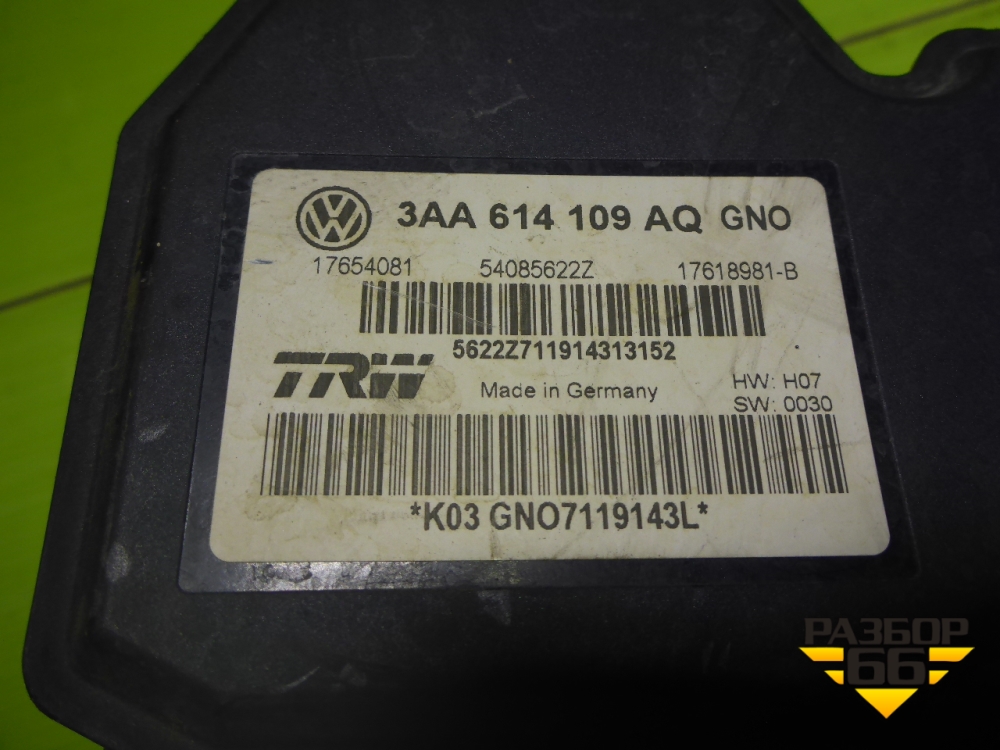 3AA 614 109 AQ GNO
17654081 54085622Z 17618981-B
5622Z711914313152
TRW Made in Germany HW: H07
SW: 0030
*K03 GNO7119143L*
РАЗБОР
66